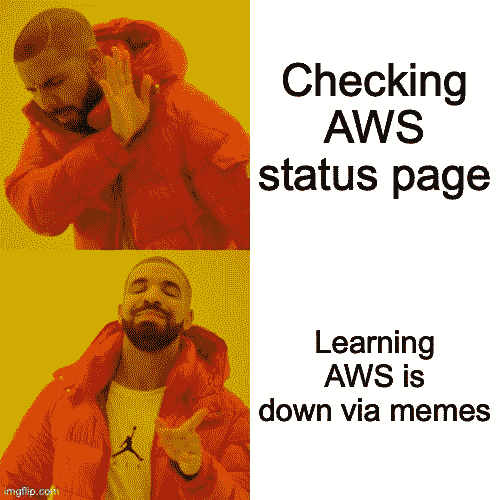 Checking
AWS
status page
Learning
AWS is
down via memes
imgflip.com